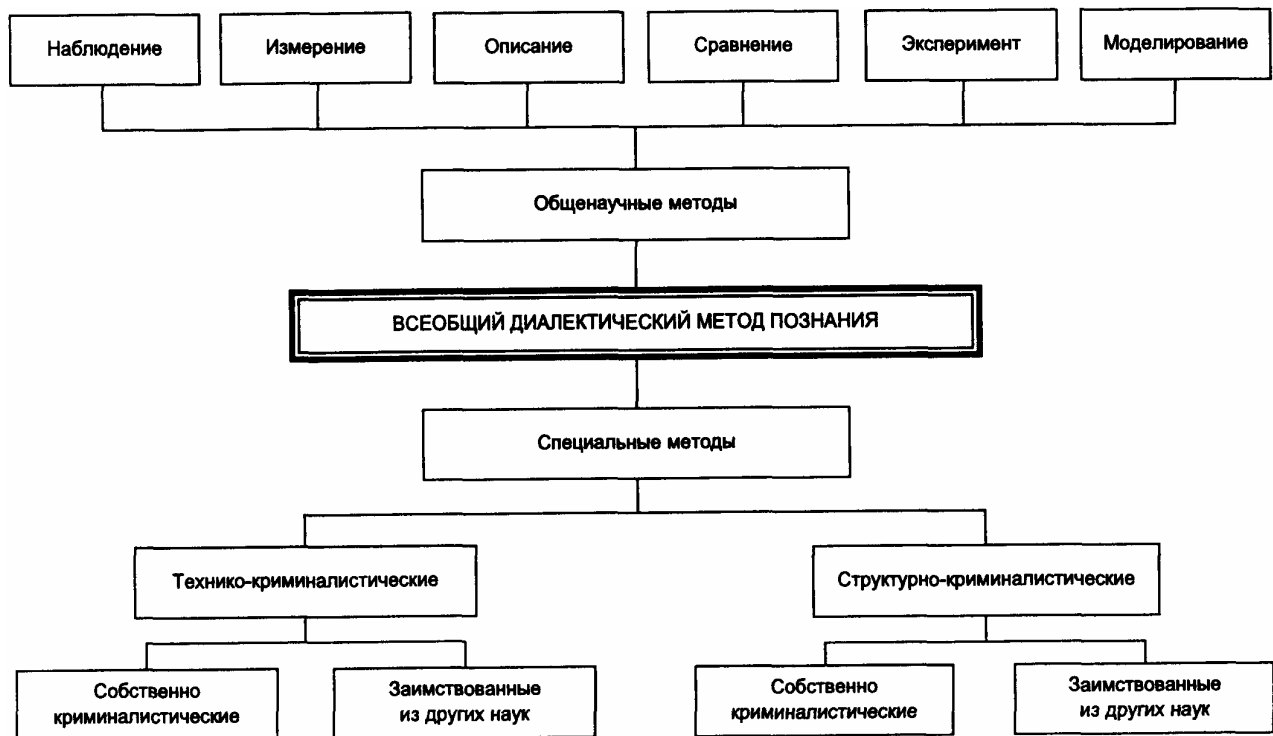 Наблюдение
Измерение
Описание
Сравнение
Эксперимент
Моделирование
Общенаучные методы
ВСЕОБЩИЙ ДИАЛЕКТИЧЕСКИЙ МЕТОД ПОЗНАНИЯ
Специальные методы
Технико-криминалистические
Структурно-криминалистические
Собственно
криминалистические
Заимствованные
из других наук
Собственно
криминалистические
Заимствованные
из других наук